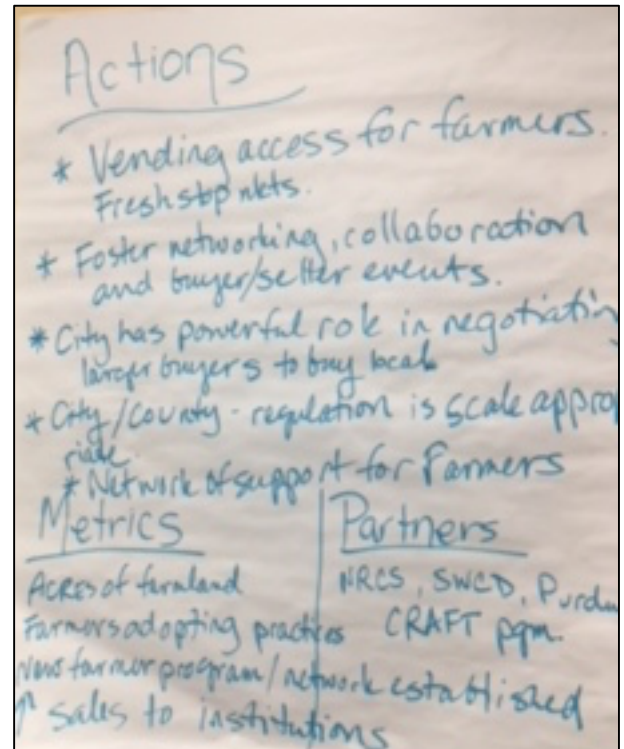 Actions
* Vending access for farmers.
Freshstop mkts.
* Foster networking, collaboration
and buyer/seller events.
* City has powerful role in negotiatin
larger buyers to buy local
* City/County - regulation is scale appro
riate.
* Network of support for Farmers
Metrics
Acres of farmland
Farmers adopting practices
New farmer program/network established
↑ sales to institutions
Partners
NRCS, SWCD, Purdu
CRAFT pgm.